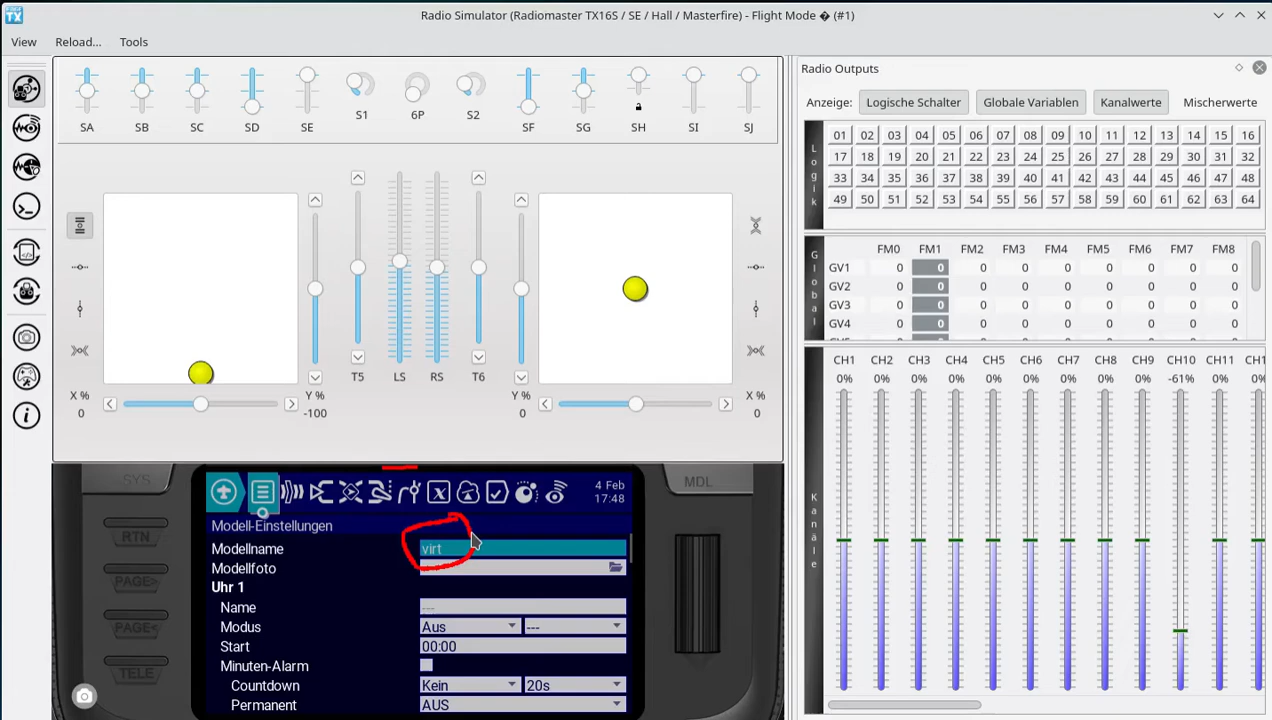 TX
Radio Simulator (Radiomaster TX16S / SE / Hall / Masterfire) - Flight Mode � (#1)
View Reload... Tools
SA SB SC SD SE S1 6P S2 SF SG SH SI SJ
T5 LS RS T6
X %
0
Y %
-100
Y %
0
X %
0
SYS
RTN
PAGE>
PAGE<
TELE
MDL
4 Feb
17:48
Modell-Einstellungen
Modellname virt
Modellfoto
Uhr 1
Name ---
Modus Aus ---
Start 00:00
Minuten-Alarm
Countdown Kein 20s
Permanent AUS
Radio Outputs
Anzeige: Logische Schalter Globale Variablen Kanalwerte Mischerwerte
Logik
01 02 03 04 05 06 07 08 09 10 11 12 13 14 15 16
17 18 19 20 21 22 23 24 25 26 27 28 29 30 31 32
33 34 35 36 37 38 39 40 41 42 43 44 45 46 47 48
49 50 51 52 53 54 55 56 57 58 59 60 61 62 63 64
Global
FM0 FM1 FM2 FM3 FM4 FM5 FM6 FM7 FM8
GV1 0 0 0 0 0 0 0 0 0
GV2 0 0 0 0 0 0 0 0 0
GV3 0 0 0 0 0 0 0 0 0
GV4 0 0 0 0 0 0 0 0 0
Kanäle
CH1 CH2 CH3 CH4 CH5 CH6 CH7 CH8 CH9 CH10 CH11 CH1
0% 0% 0% 0% 0% 0% 0% 0% 0% -61% 0% 0%